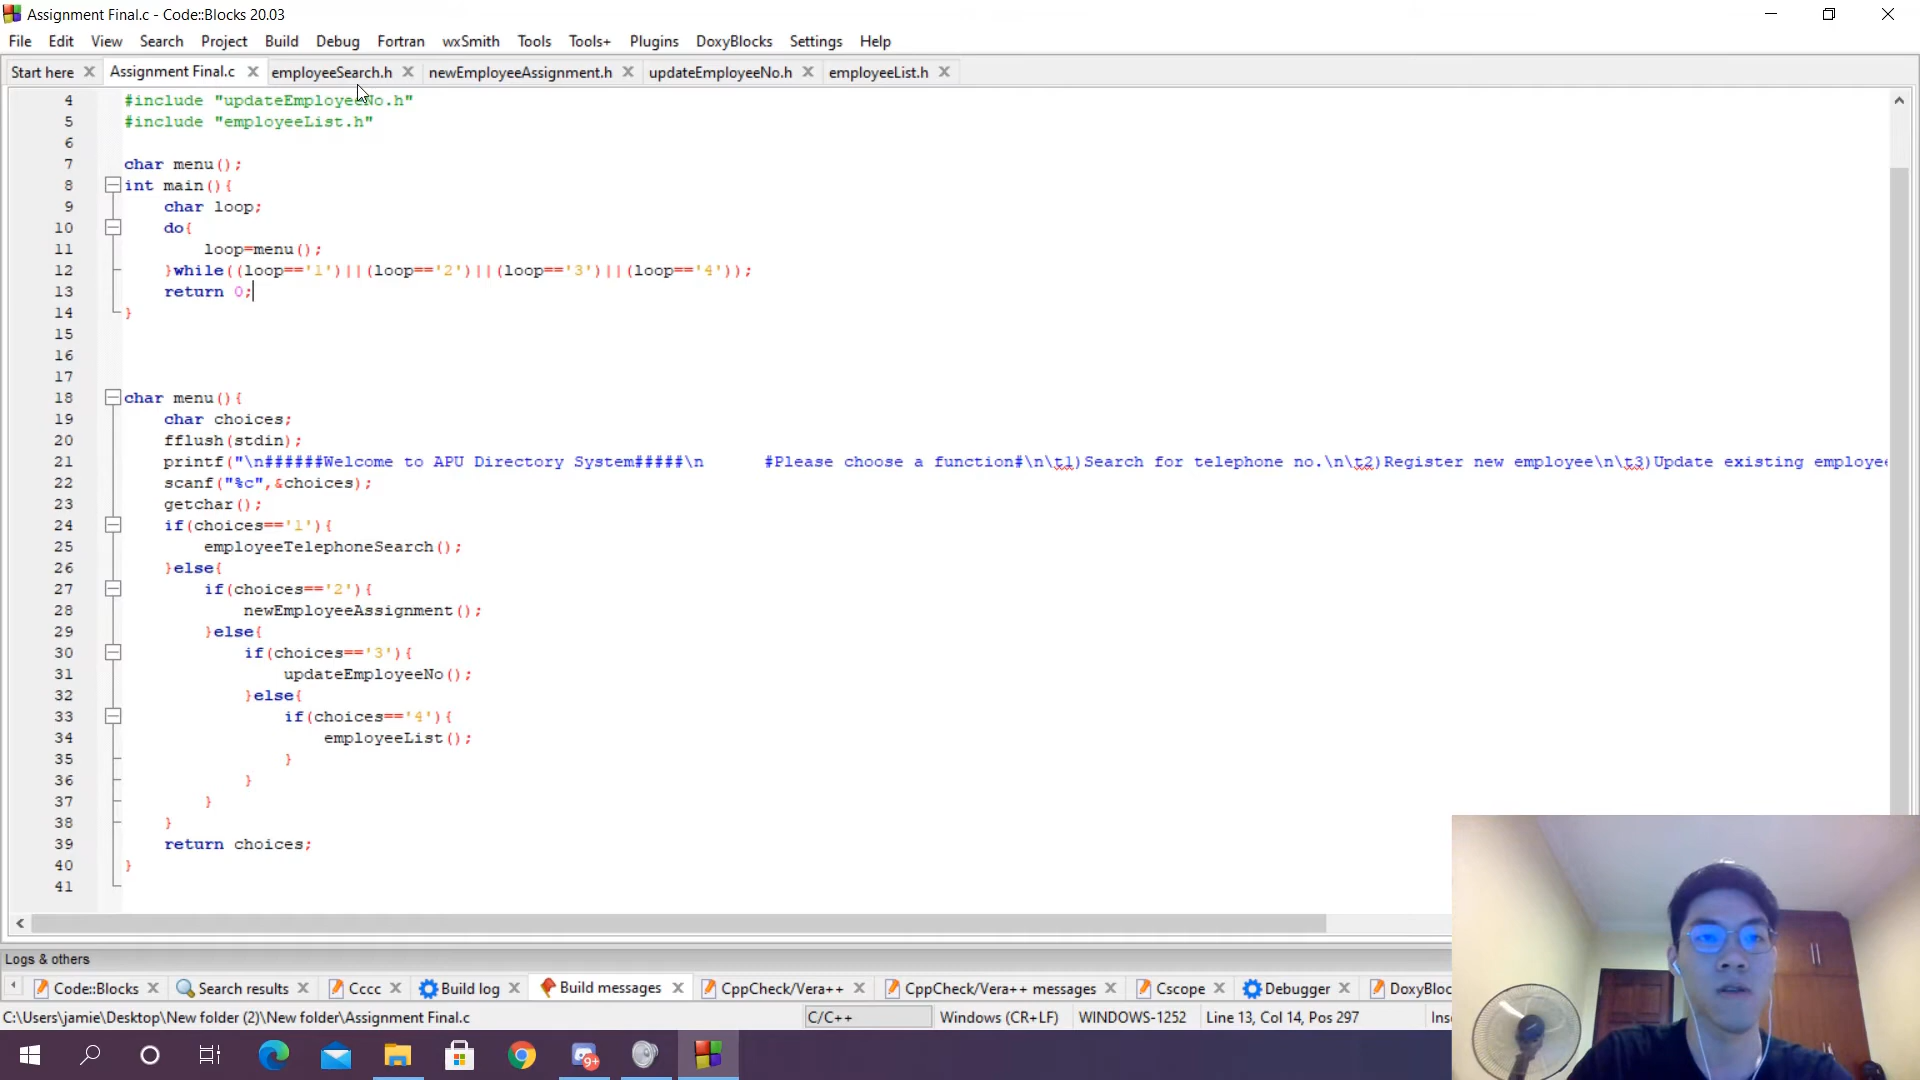 Assignment Final.c - Code::Blocks 20.03
File Edit View Search Project Build Debug Fortran wxSmith Tools Tools+ Plugins DoxyBlocks Settings Help
Start here Assignment Final.c employeeSearch.h newEmployeeAssignment.h updateEmployeeNo.h employeeList.h
4 #include "updateEmployeeNo.h"
5 #include "employeeList.h"
6
7 char menu();
8 int main(){
9 char loop;
10 do{
11 loop=menu();
12 }while((loop=='1')||(loop=='2')||(loop=='3')||(loop=='4'));
13 return 0;
14 }
15
16
17
18 char menu(){
19 char choices;
20 fflush(stdin);
21 printf("\n######Welcome to APU Directory System#####\n #Please choose a function#\n\t1)Search for telephone no.\n\t2)Register new employee\n\t3)Update existing employee
22 scanf("%c",&choices);
23 getchar();
24 if(choices=='1'){
25 employeeTelephoneSearch();
26 }else{
27 if(choices=='2'){
28 newEmployeeAssignment();
29 }else{
30 if(choices=='3'){
31 updateEmployeeNo();
32 }else{
33 if(choices=='4'){
34 employeeList();
35 }
36 }
37 }
38 }
39 return choices;
40 }
41
Logs & others
Code::Blocks Search results Cccc Build log Build messages CppCheck/Vera++ CppCheck/Vera++ messages Cscope Debugger DoxyBloc
C:\Users\jamie\Desktop\New folder (2)\New folder\Assignment Final.c C/C++ Windows (CR+LF) WINDOWS-1252 Line 13, Col 14, Pos 297 Ins
9+